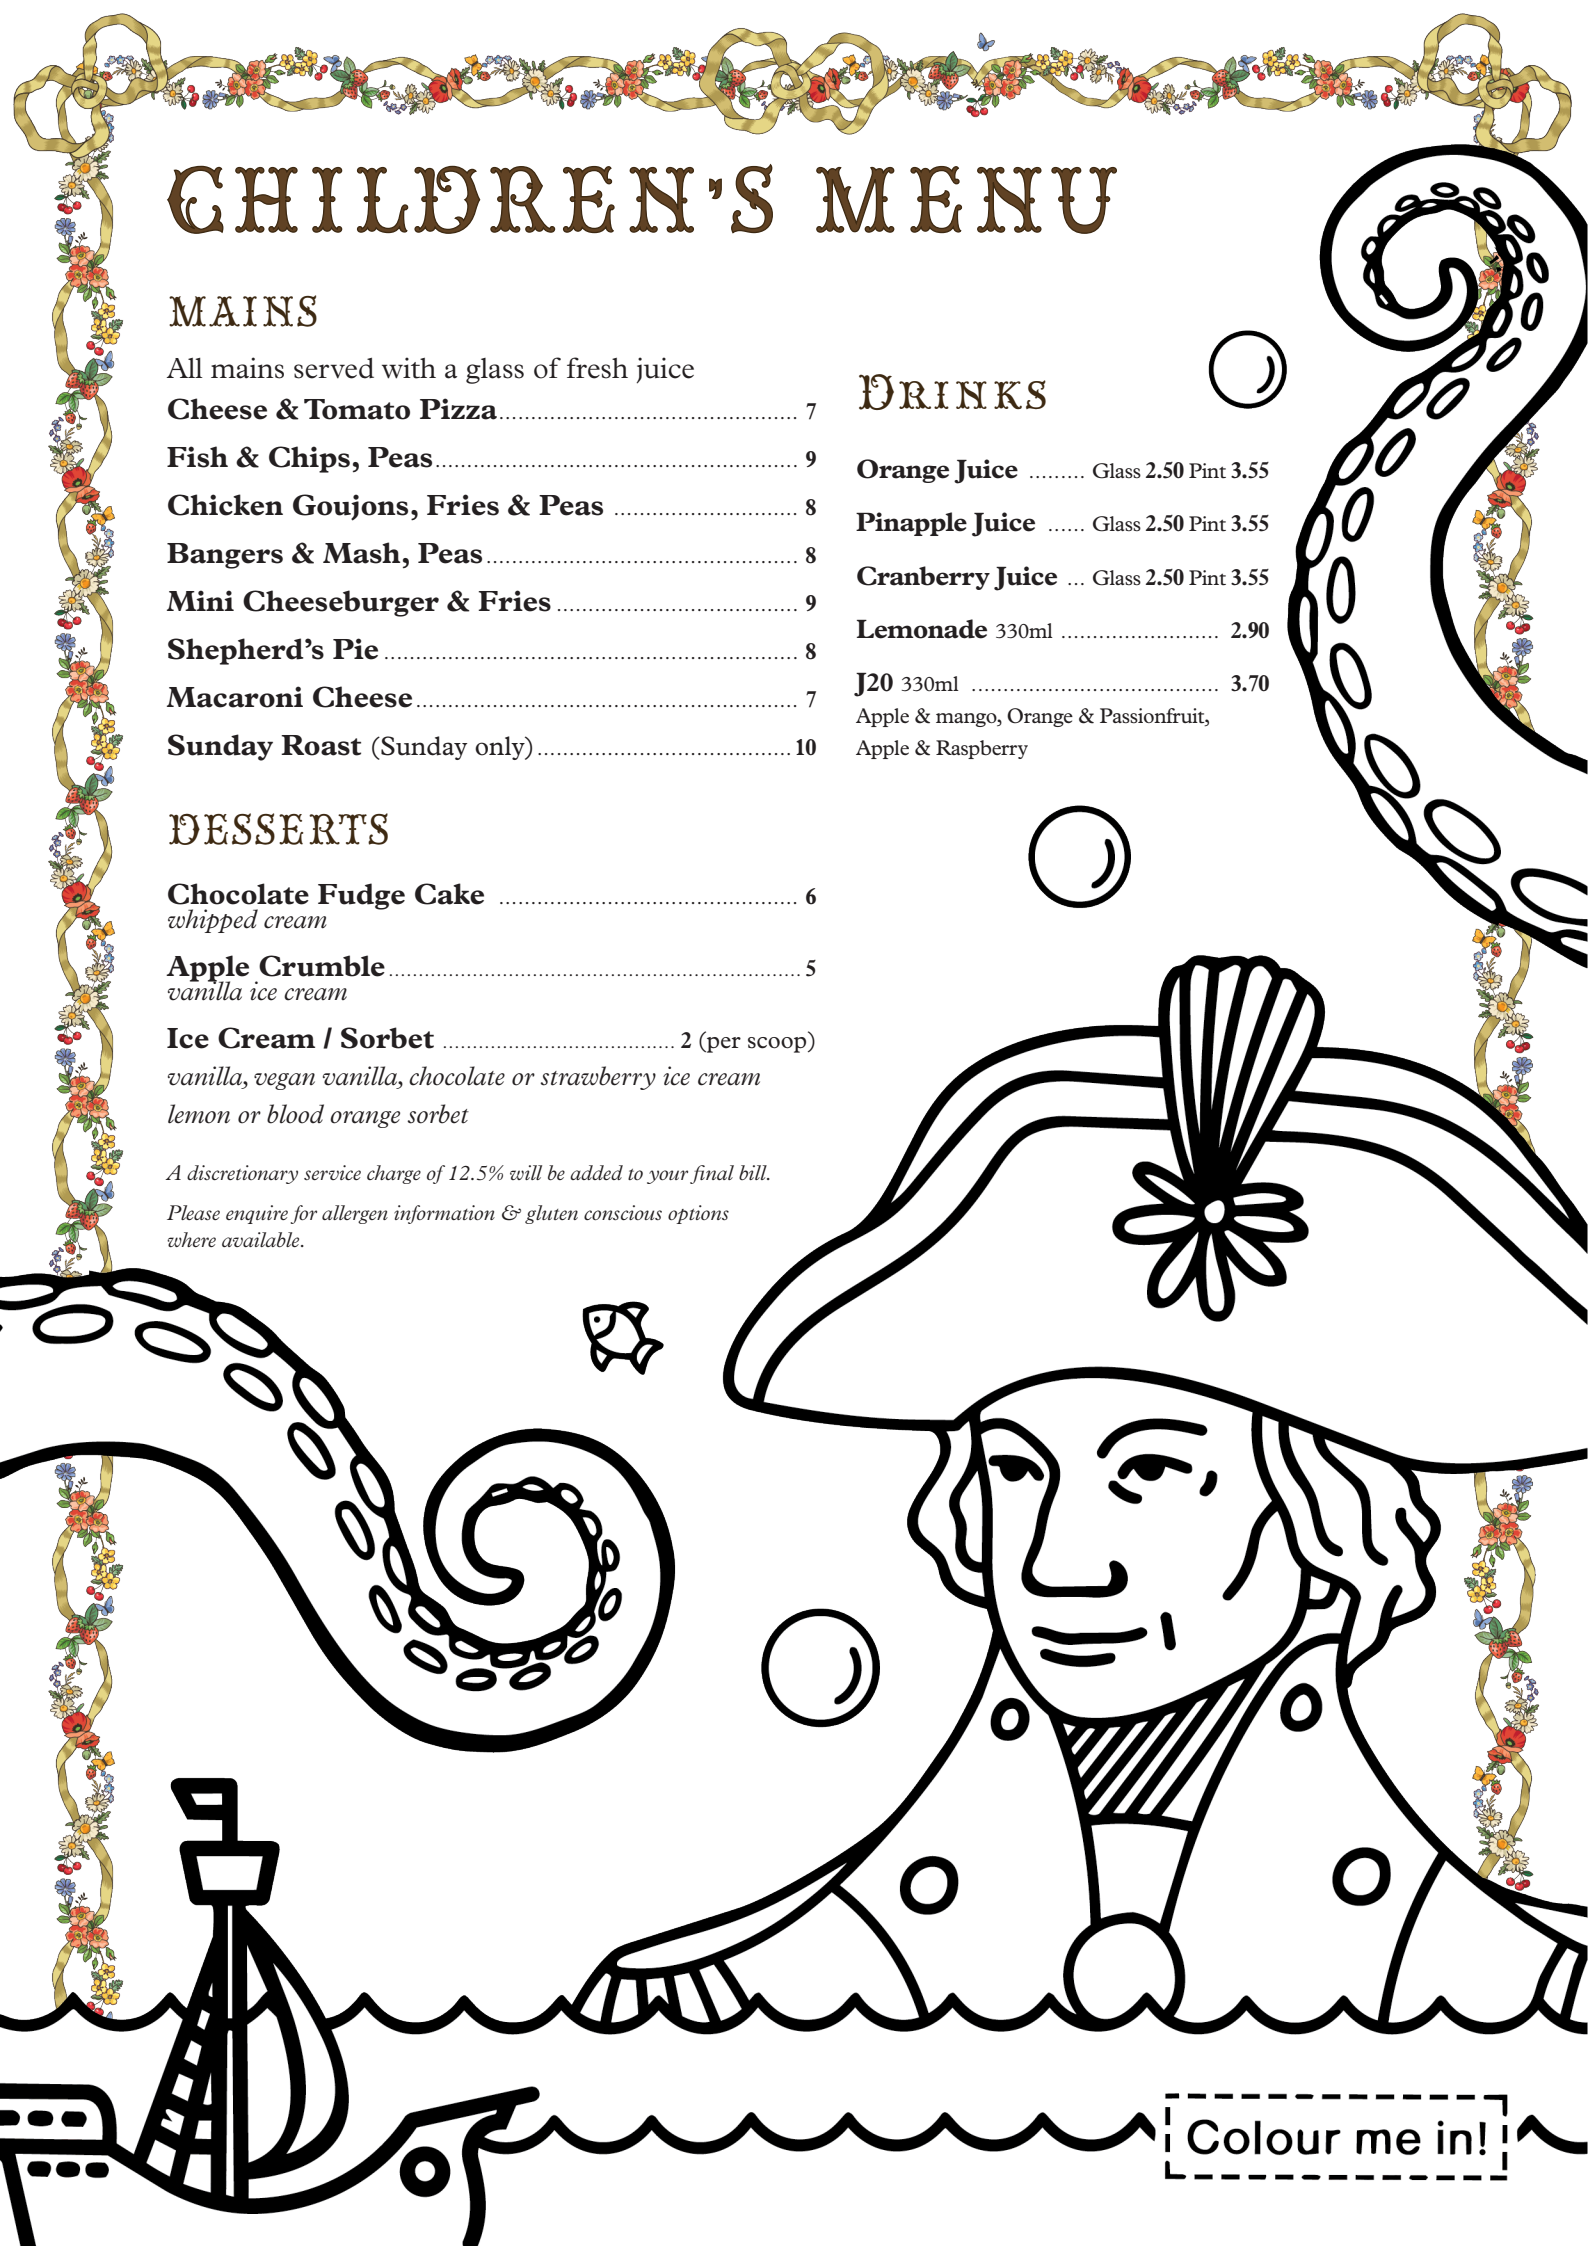 CHILDREN'S MENU
MAINS
All mains served with a glass of fresh juice
Cheese & Tomato Pizza 7
Fish & Chips, Peas 9
Chicken Goujons, Fries & Peas 8
Bangers & Mash, Peas 8
Mini Cheeseburger & Fries 9
Shepherd's Pie 8
Macaroni Cheese 7
Sunday Roast (Sunday only) 10
DESSERTS
Chocolate Fudge Cake 6
whipped cream
Apple Crumble 5
vanilla ice cream
Ice Cream / Sorbet 2 (per scoop)
vanilla, vegan vanilla, chocolate or strawberry ice cream
lemon or blood orange sorbet
A discretionary service charge of 12.5% will be added to your final bill.
Please enquire for allergen information & gluten conscious options
where available.
DRINKS
Orange Juice Glass 2.50 Pint 3.55
Pinapple Juice Glass 2.50 Pint 3.55
Cranberry Juice Glass 2.50 Pint 3.55
Lemonade 330ml 2.90
J20 330ml 3.70
Apple & mango, Orange & Passionfruit,
Apple & Raspberry
Colour me in!